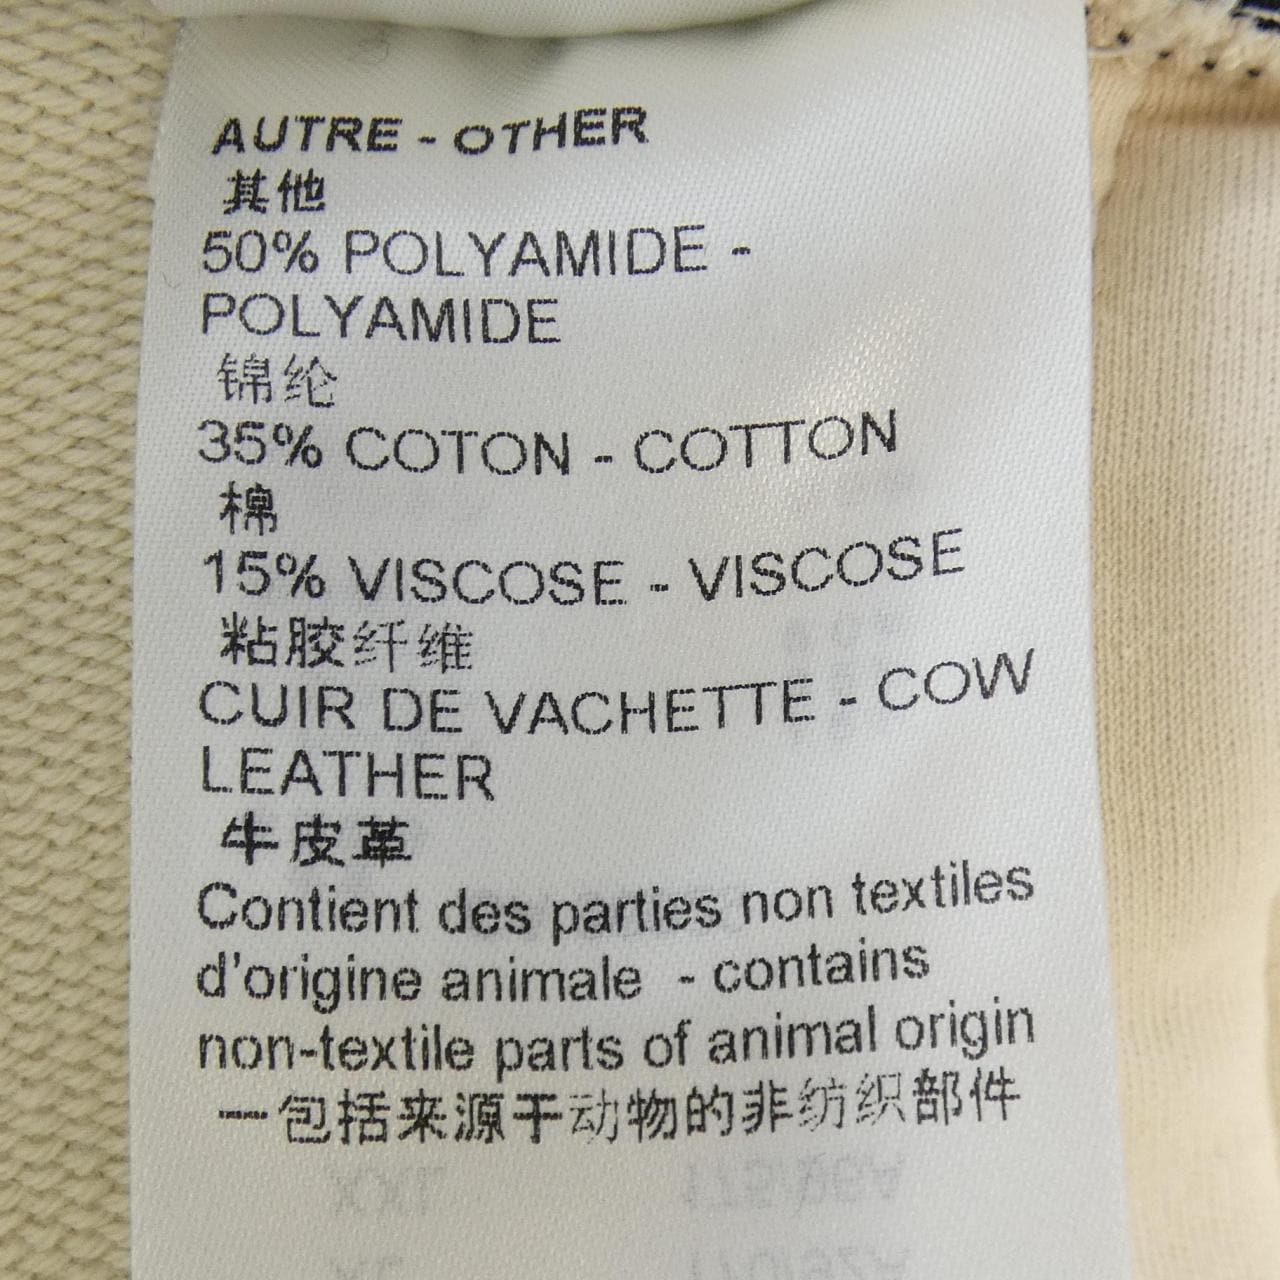 AUTRE - OTHER
其他
50% POLYAMIDE -
POLYAMIDE
锦纶
35% COTON - COTTON
棉
15% VISCOSE - VISCOSE
粘胶纤维
CUIR DE VACHETTE - COW
LEATHER
牛皮革
Contient des parties non textiles
d'origine animale - contains
non-textile parts of animal origin
一包括来源于动物的非纺织部件